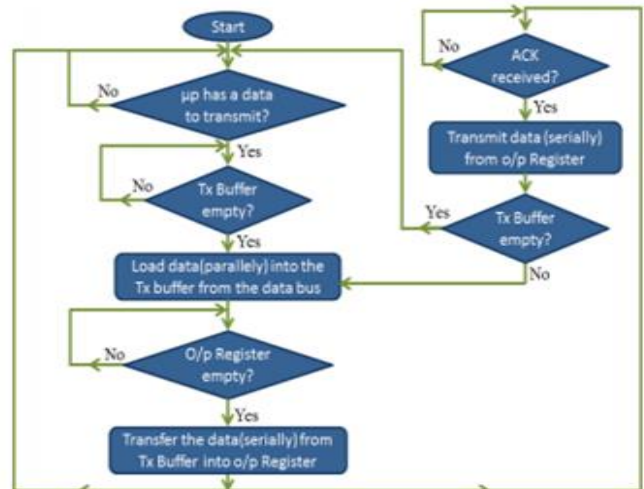 Start
No
μp has a data
to transmit?
Yes
No
Tx Buffer
empty?
Yes
Load data(parallely) into the
Tx buffer from the data bus
No
O/p Register
empty?
Yes
Transfer the data(serially) from
Tx Buffer into o/p Register
No
ACK
received?
Yes
Transmit data (serially)
from o/p Register
Yes
Tx Buffer
empty?
No